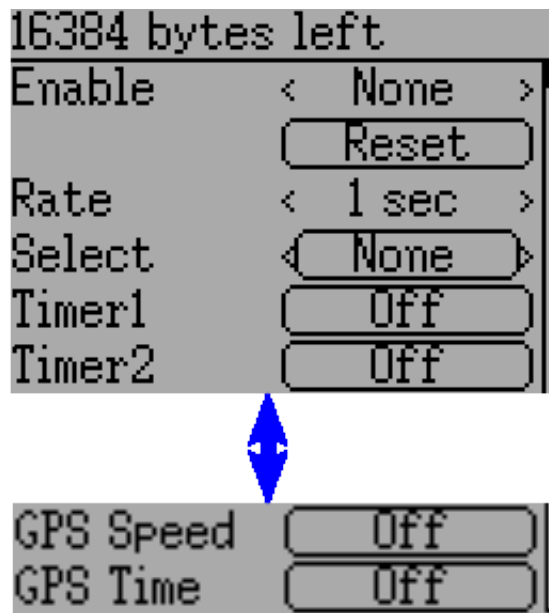 16384 bytes left
Enable < None >
Reset
Rate < 1 sec >
Select None
Timer1 Off
Timer2 Off
GPS Speed Off
GPS Time Off